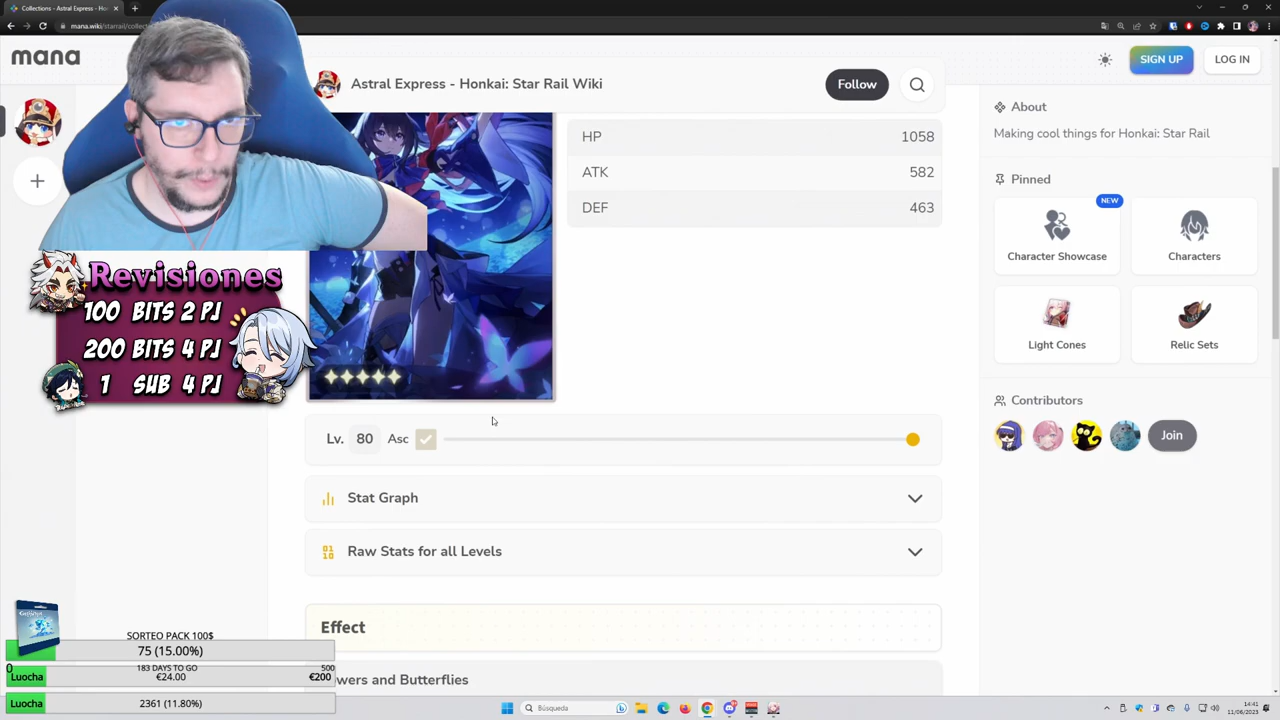 Collections - Astral Express - Ho
mana.wiki/starrail/collec
mana
Astral Express - Honkai: Star Rail Wiki
Follow
SIGN UP
LOG IN
HP 1058
ATK 582
DEF 463
About
Making cool things for Honkai: Star Rail
Pinned
NEW
Character Showcase
Characters
Light Cones
Relic Sets
Contributors
Join
Revisiones
100 BITS 2 PJ
200 BITS 4 PJ
1 SUB 4 PJ
Lv. 80 Asc
Stat Graph
Raw Stats for all Levels
Effect
wers and Butterflies
SORTEO PACK 100$
75 (15.00%)
0 183 DAYS TO GO 500
Luocha €24.00 €200
Luocha 2361 (11.80%)
Búsqueda
14:41
11/06/2023